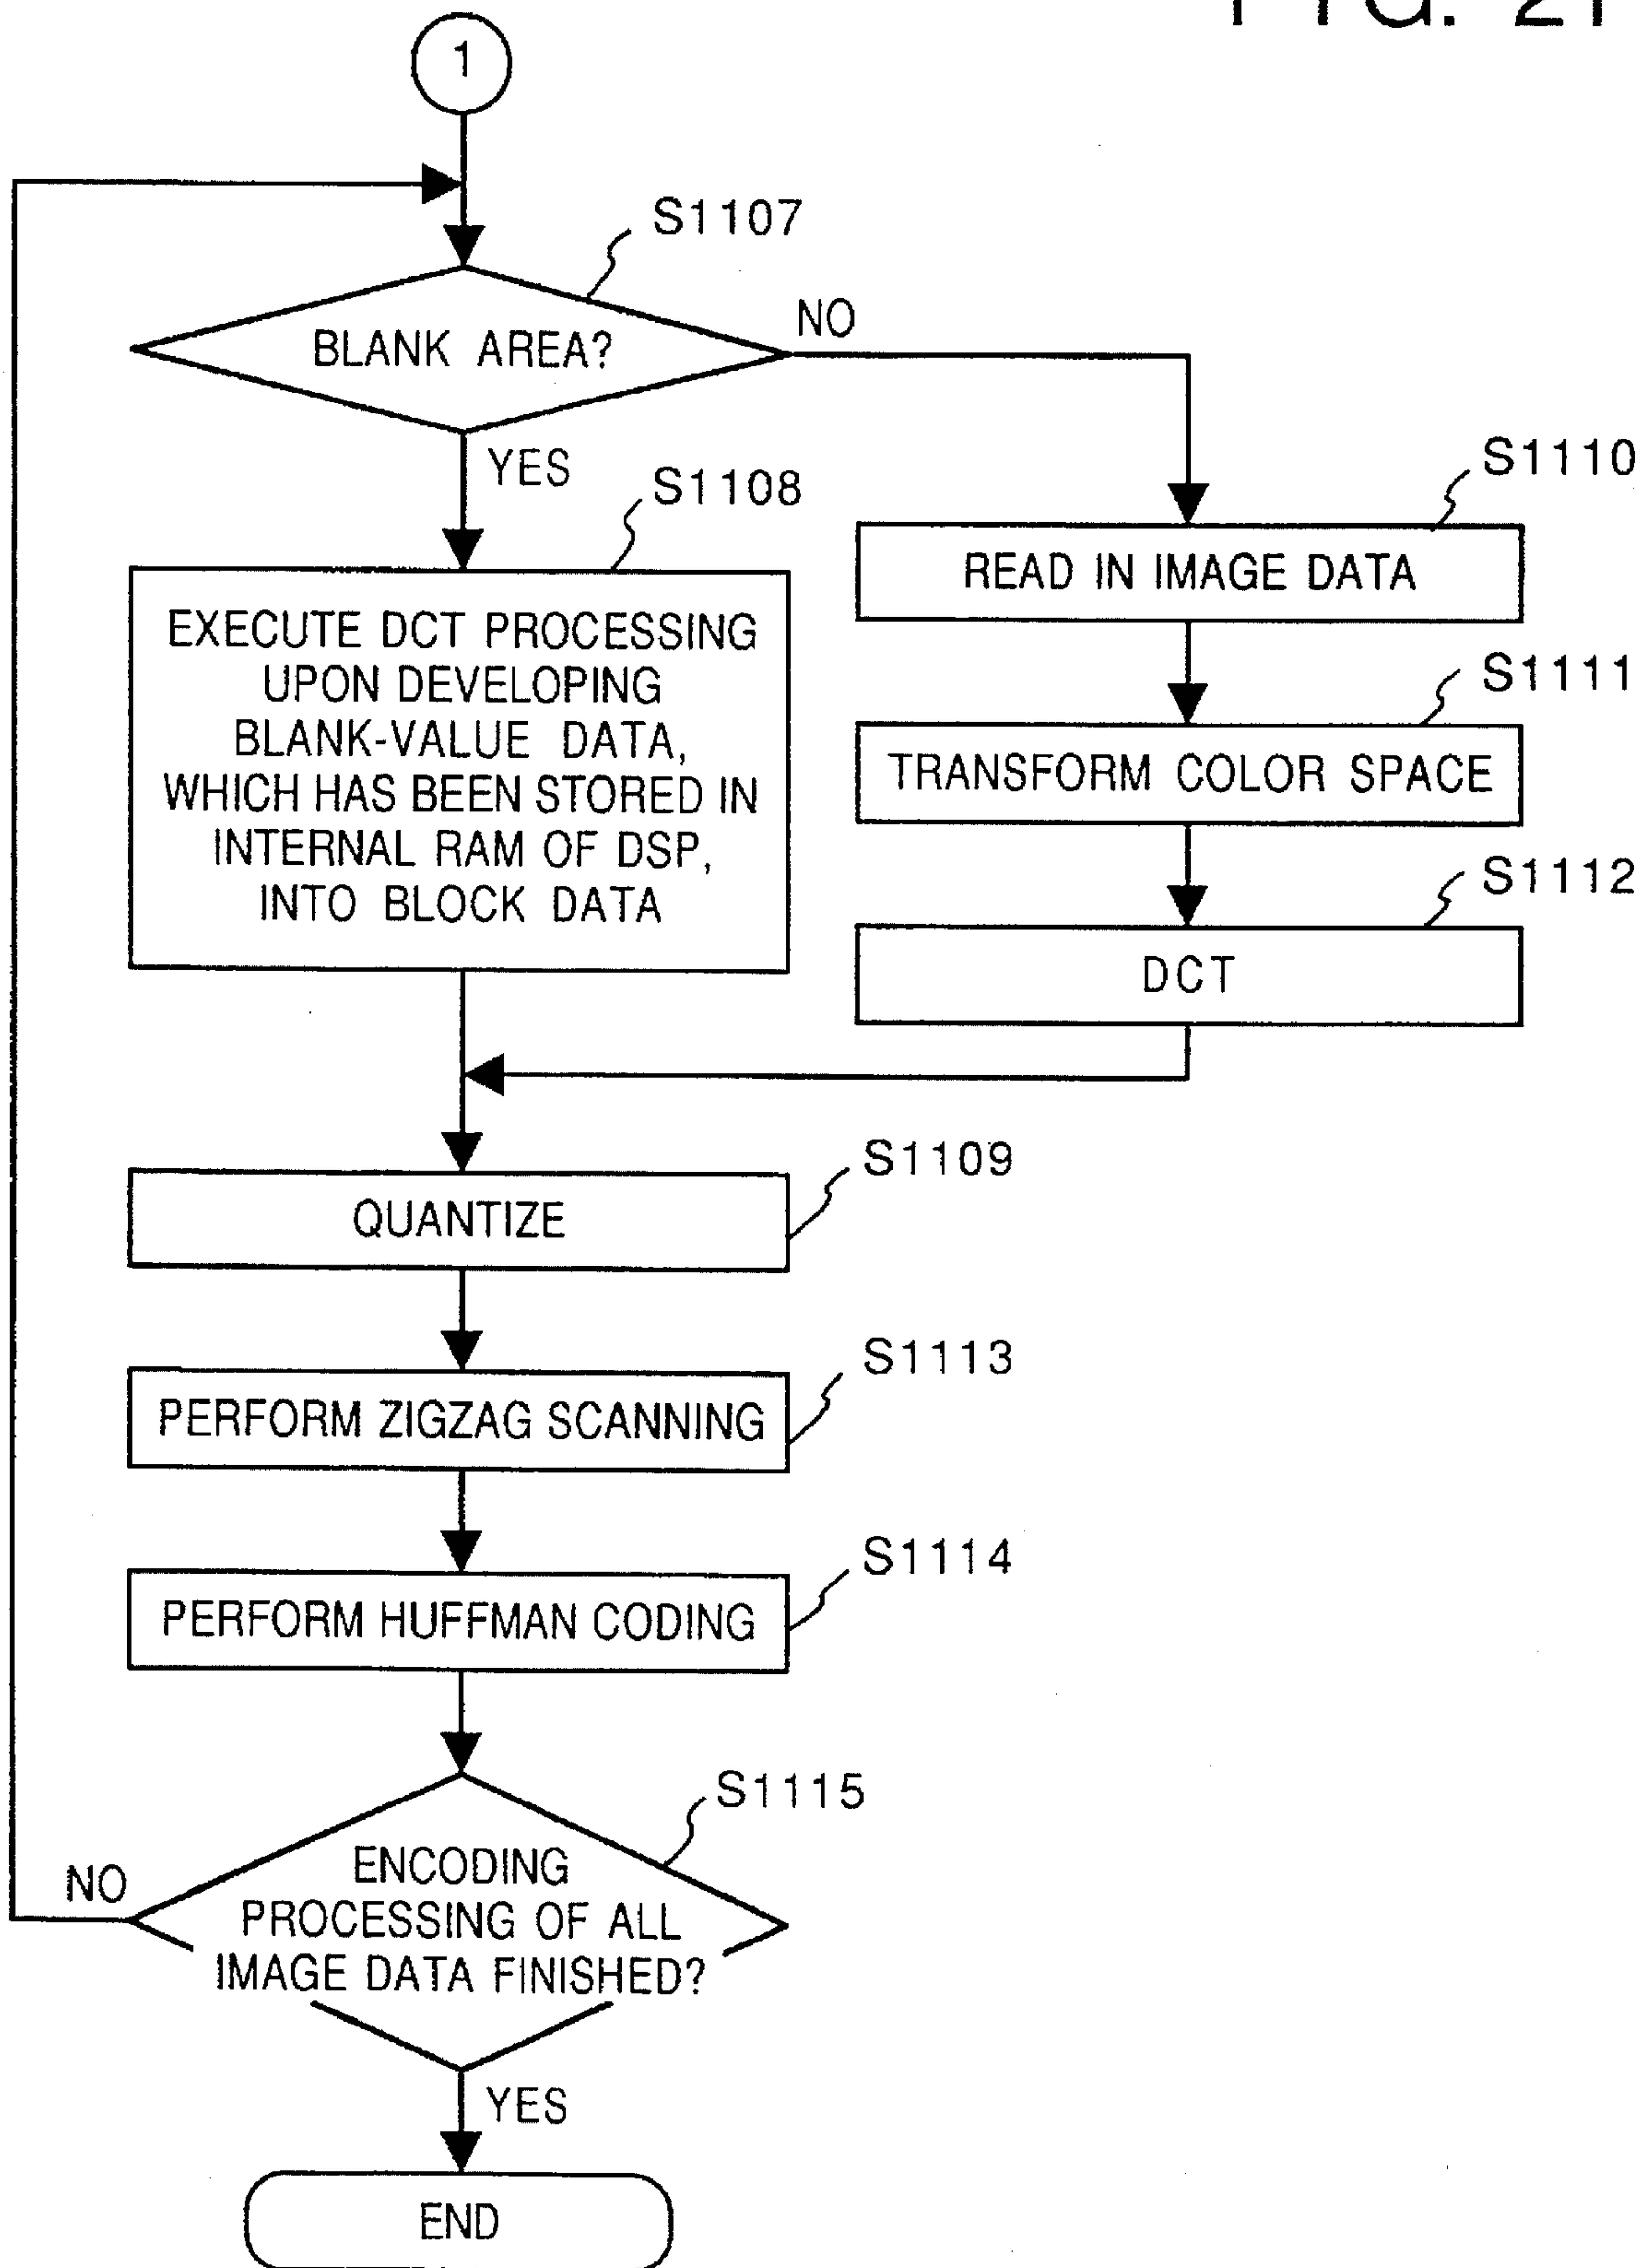 FIG. 21
1
S1107
BLANK AREA?
NO
YES
S1108
EXECUTE DCT PROCESSING
UPON DEVELOPING
BLANK-VALUE DATA,
WHICH HAS BEEN STORED IN
INTERNAL RAM OF DSP,
INTO BLOCK DATA
S1110
READ IN IMAGE DATA
S1111
TRANSFORM COLOR SPACE
S1112
DCT
S1109
QUANTIZE
S1113
PERFORM ZIGZAG SCANNING
S1114
PERFORM HUFFMAN CODING
S1115
ENCODING
PROCESSING OF ALL
IMAGE DATA FINISHED?
NO
YES
END